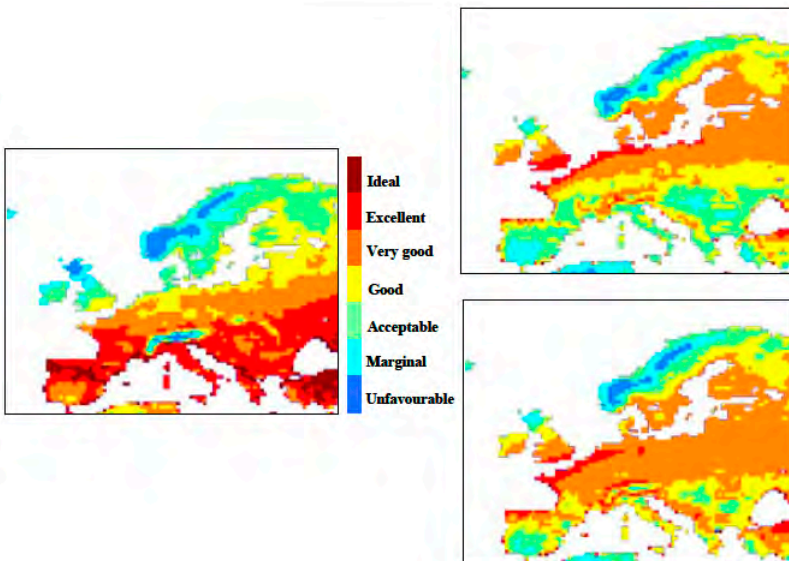 Ideal
Excellent
Very good
Good
Acceptable
Marginal
Unfavourable